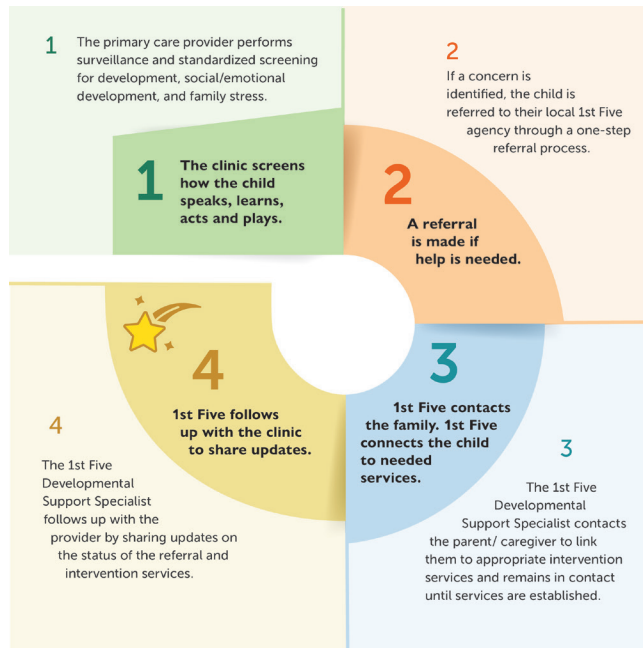 1
The primary care provider performs
surveillance and standardized screening
for development, social/emotional
development, and family stress.
1
The clinic screens
how the child
speaks, learns,
acts and plays.
2
If a concern is
identified, the child is
referred to their local 1st Five
agency through a one-step
referral process.
2
A referral
is made if
help is needed.
3
1st Five contacts
the family. 1st Five
connects the child
to needed
services.
3
The 1st Five
Developmental
Support Specialist contacts
the parent/ caregiver to link
them to appropriate intervention
services and remains in contact
until services are established.
4
1st Five follows
up with the clinic
to share updates.
4
The 1st Five
Developmental
Support Specialist
follows up with the
provider by sharing updates on
the status of the referral and
intervention services.